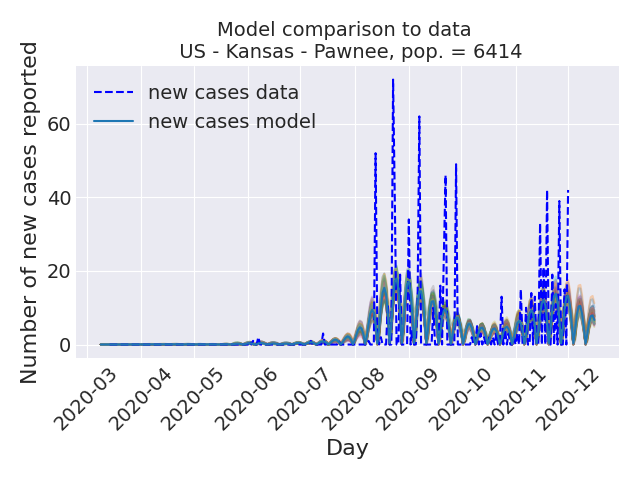 Model comparison to data
US - Kansas - Pawnee, pop. = 6414
Number of new cases reported
new cases data
new cases model
60
40
20
0
2020-03
2020-04
2020-05
2020-06
2020-07
2020-08
2020-09
2020-10
2020-11
2020-12
Day